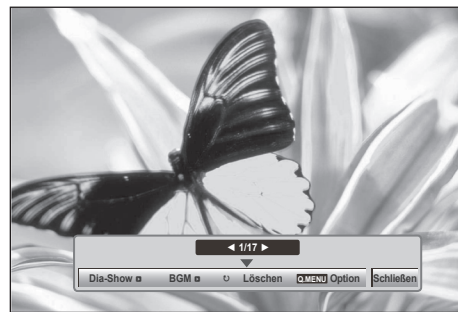 ◀ 1/17 ▶
Dia-Show BGM Löschen Q.MENU Option Schließen